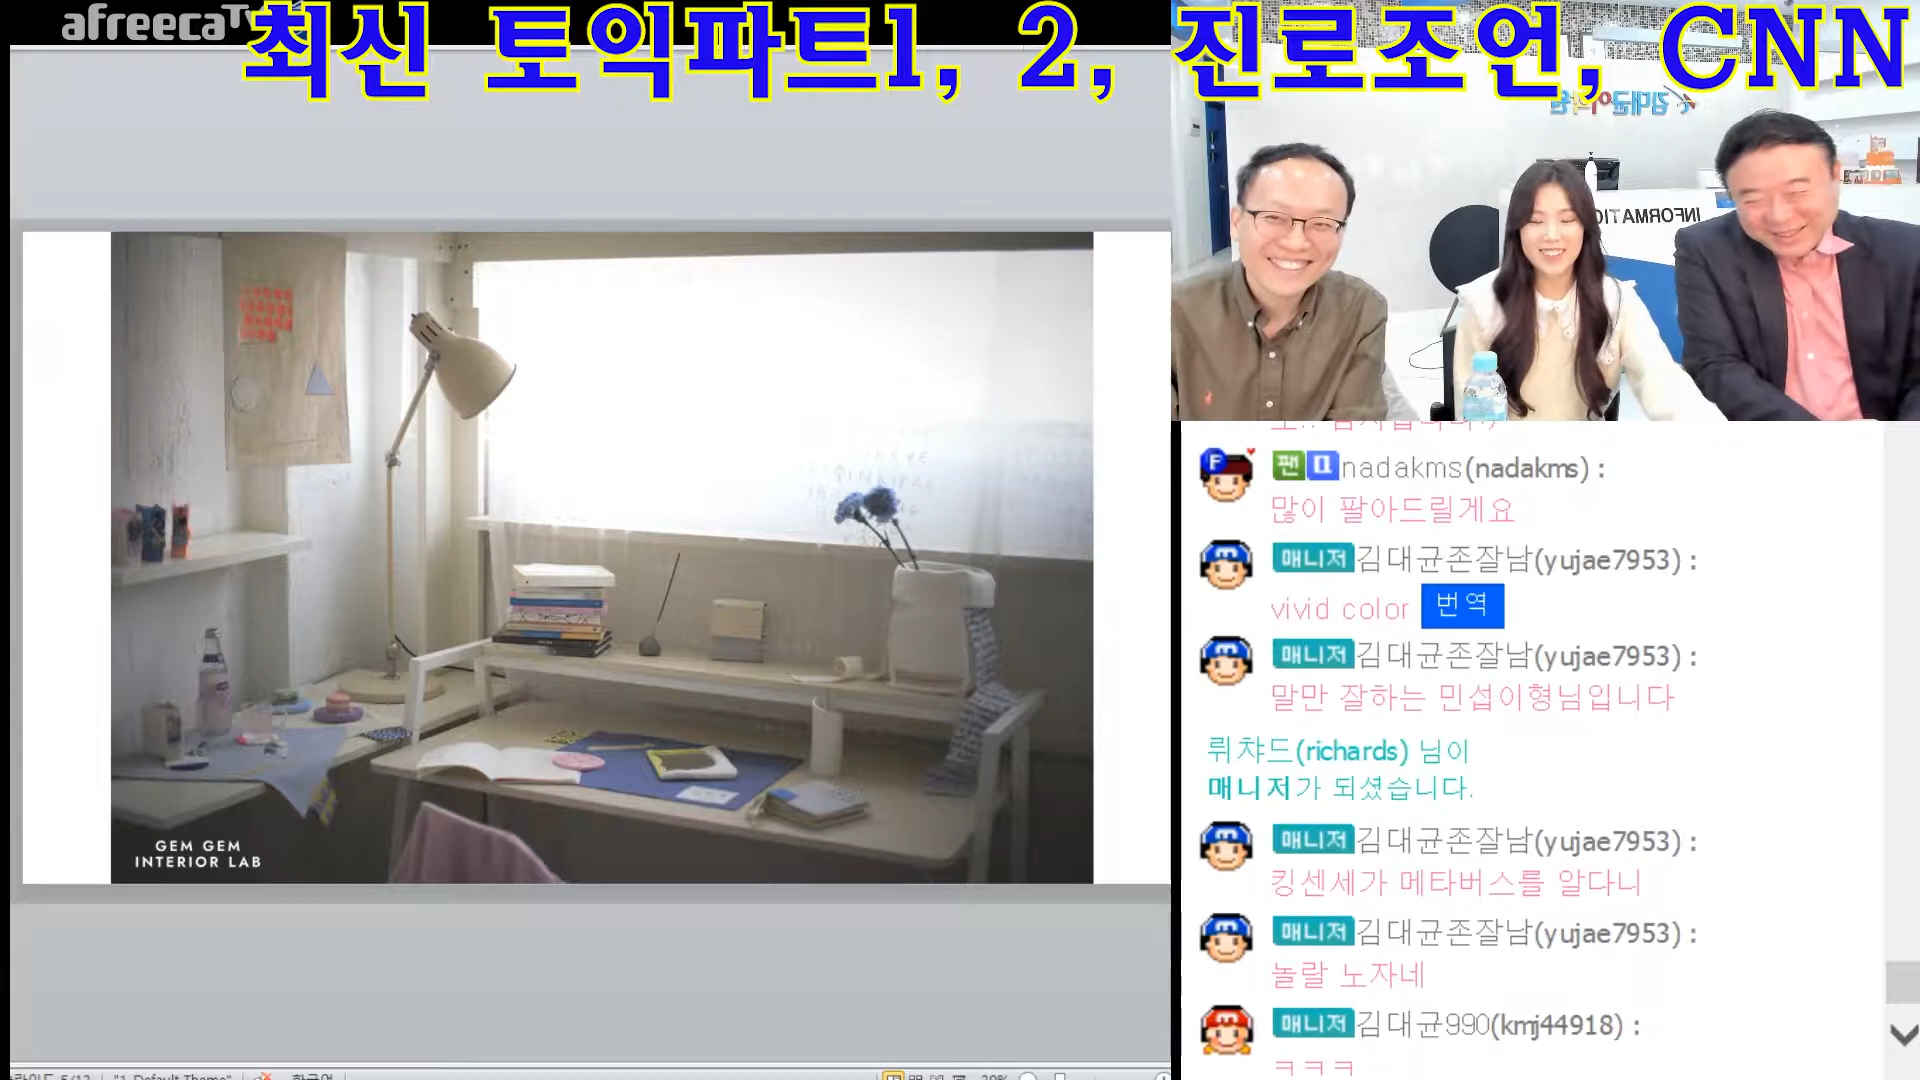 afreecaTV
최신 토익파트1, 2, 진로조언, CNN
INFORMATIO
GEM GEM
INTERIOR LAB
팬 nadakms(nadakms) :
많이 팔아드릴게요
매니저 김대균존잘남(yujae7953) :
vivid color 번역
매니저 김대균존잘남(yujae7953) :
말만 잘하는 민섭이형님입니다
뤼챠드(richards) 님이
매니저가 되셨습니다.
매니저 김대균존잘남(yujae7953) :
킹센세가 메타버스를 알다니
매니저 김대균존잘남(yujae7953) :
놀랄 노자네
매니저 김대균990(kmj44918) :
ㅋㅋㅋ
"1_Default Theme" 한국어